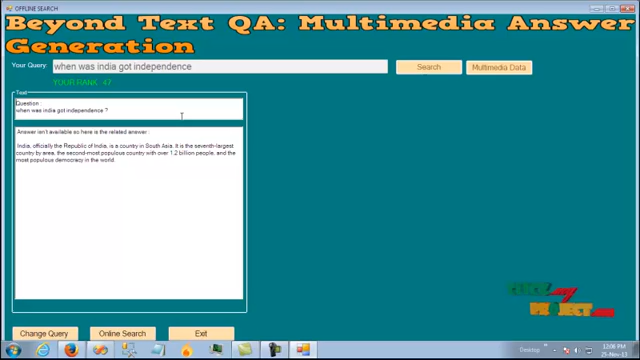 OFFLINE SEARCH
Beyond Text QA: Multimedia Answer
Generation
Your Query: when was india got independence Search Multimedia Data
YOUR RANK 47
Text
Question :
when was india got independence ?
Answer isn't available so here is the related answer :
India, officially the Republic of India, is a country in South Asia. It is the seventh-largest
country by area, the second-most populous country with over 1.2 billion people, and the
most populous democracy in the world.
Change Query Online Search Exit
Desktop
12:06 PM
25-Nov-13